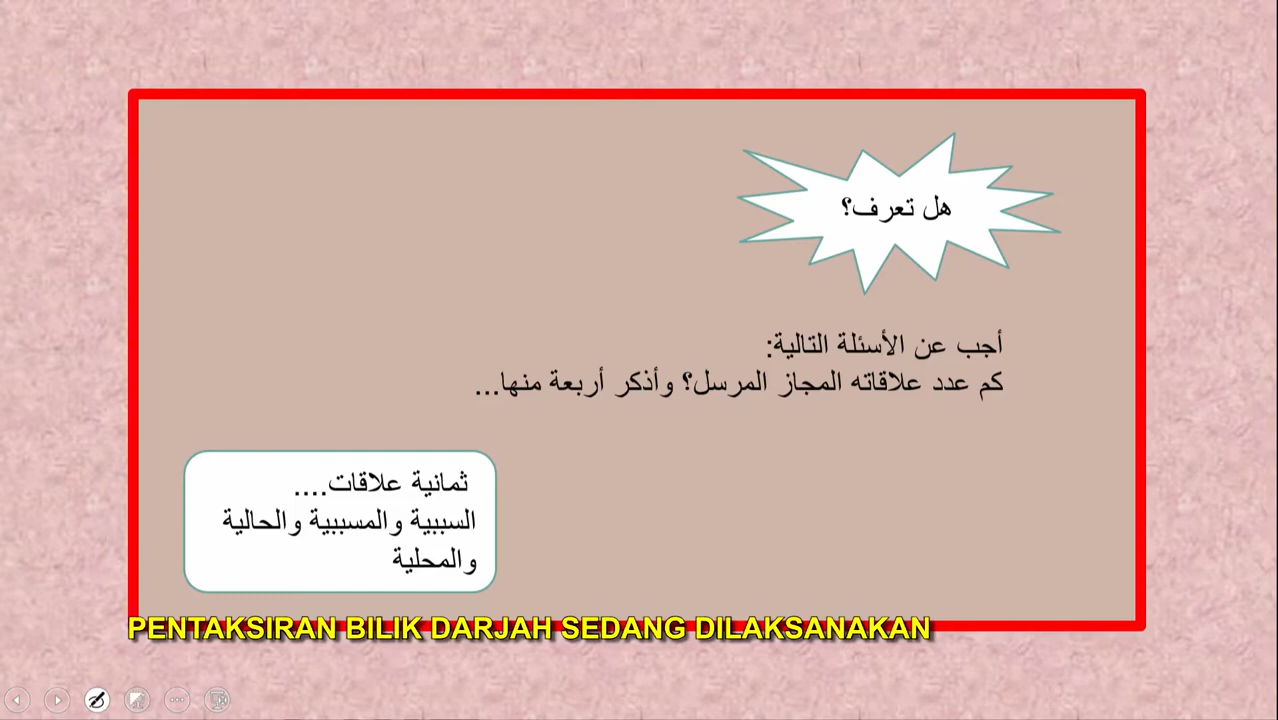 هل تعرف؟
أجب عن الأسئلة التالية:
كم عدد علاقاته المجاز المرسل؟ وأذكر أربعة منها...
ثمانية علاقات....
السببية والمسببية والحالية
والمحلية
PENTAKSIRAN BILIK DARJAH SEDANG DILAKSANAKAN